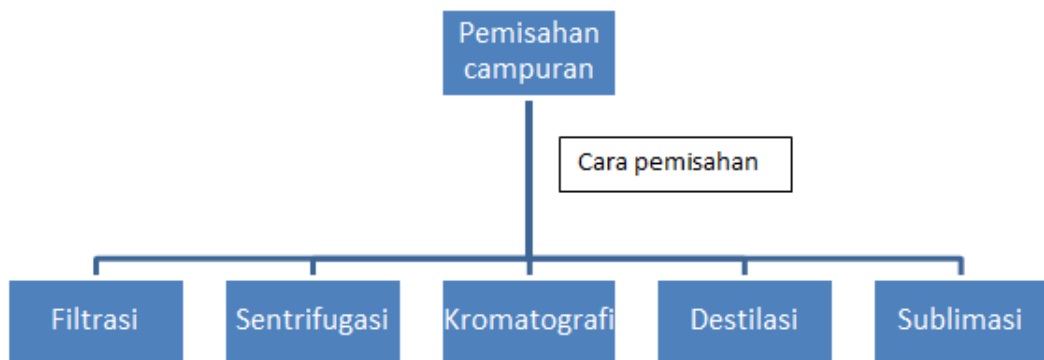 Pemisahan
campuran
Cara pemisahan
Filtrasi
Sentrifugasi
Kromatografi
Destilasi
Sublimasi